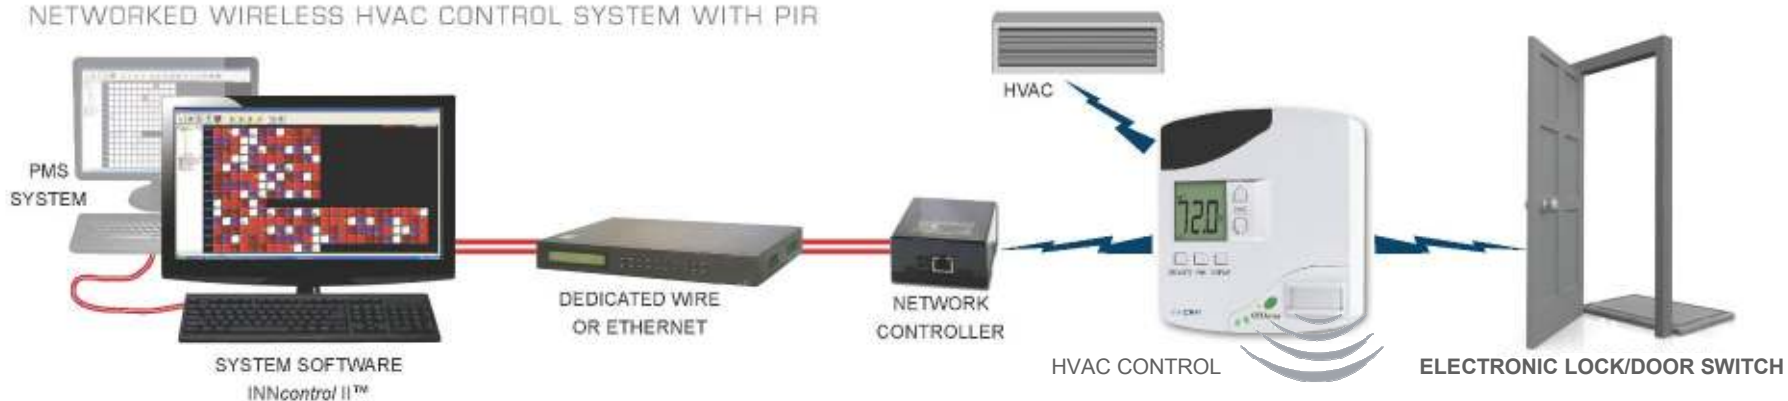 NETWORKED WIRELESS HVAC CONTROL SYSTEM WITH PIR
PMS
SYSTEM
SYSTEM SOFTWARE
INNcontrol II™
DEDICATED WIRE
OR ETHERNET
NETWORK
CONTROLLER
HVAC
72.0
HVAC CONTROL
ELECTRONIC LOCK/DOOR SWITCH